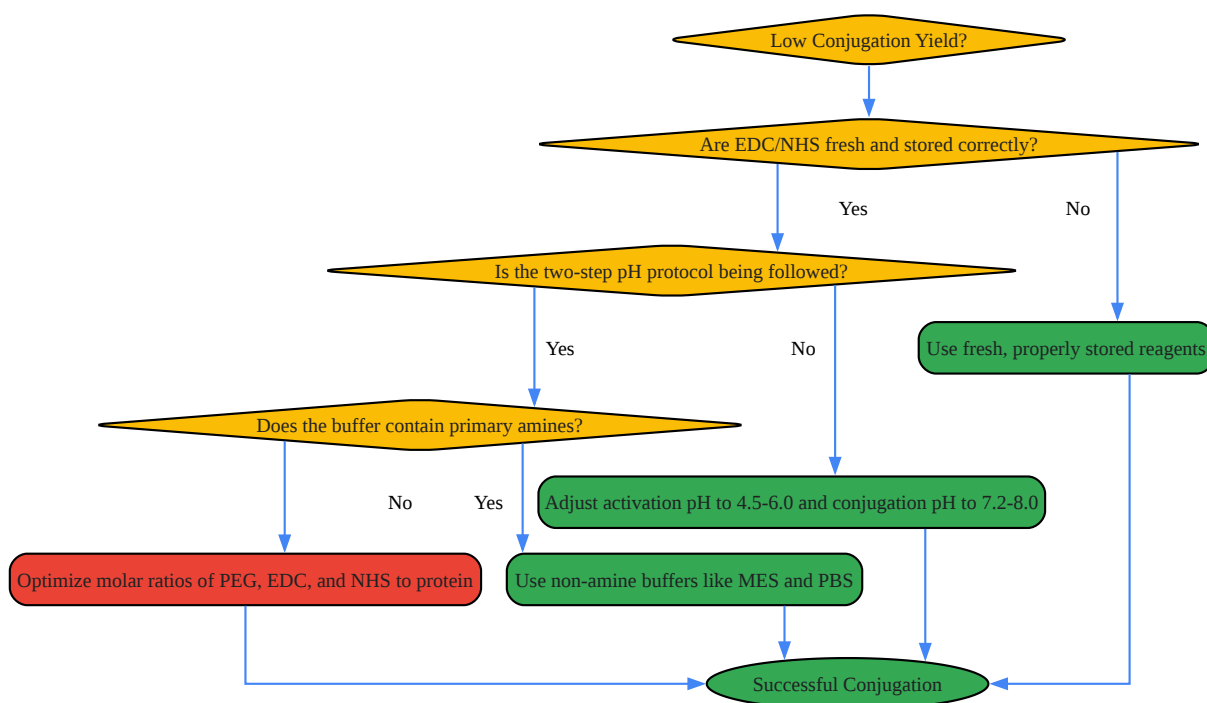 Low Conjugation Yield?
Are EDC/NHS fresh and stored correctly?
Yes
No
Is the two-step pH protocol being followed?
Use fresh, properly stored reagents
Yes
No
Does the buffer contain primary amines?
No
Yes
Adjust activation pH to 4.5-6.0 and conjugation pH to 7.2-8.0
Optimize molar ratios of PEG, EDC, and NHS to protein
Use non-amine buffers like MES and PBS
Successful Conjugation